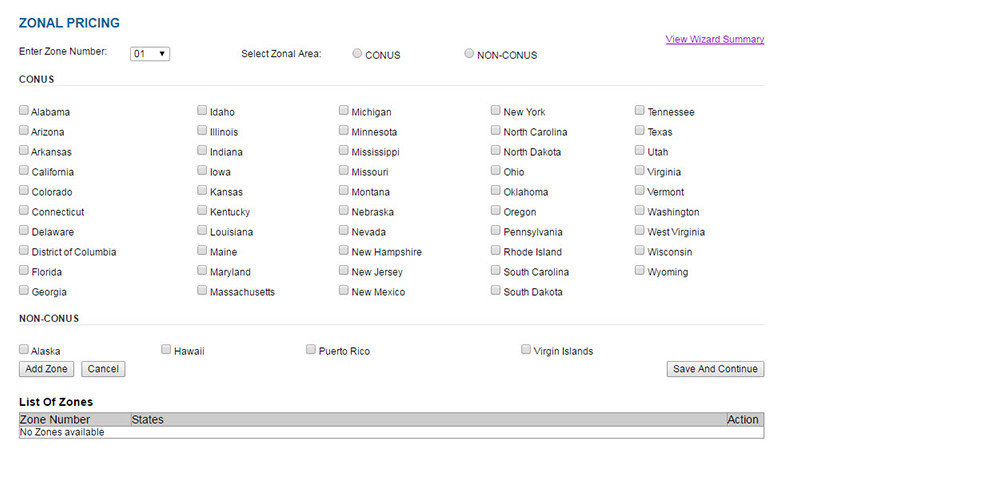 ZONAL PRICING
View Wizard Summary
Enter Zone Number: 01 Select Zonal Area: CONUS NON-CONUS
CONUS
Alabama Idaho Michigan New York Tennessee
Arizona Illinois Minnesota North Carolina Texas
Arkansas Indiana Mississippi North Dakota Utah
California Iowa Missouri Ohio Virginia
Colorado Kansas Montana Oklahoma Vermont
Connecticut Kentucky Nebraska Oregon Washington
Delaware Louisiana Nevada Pennsylvania West Virginia
District of Columbia Maine New Hampshire Rhode Island Wisconsin
Florida Maryland New Jersey South Carolina Wyoming
Georgia Massachusetts New Mexico South Dakota
NON-CONUS
Alaska Hawaii Puerto Rico Virgin Islands
Add Zone Cancel Save And Continue
List Of Zones
Zone Number States Action
No Zones available